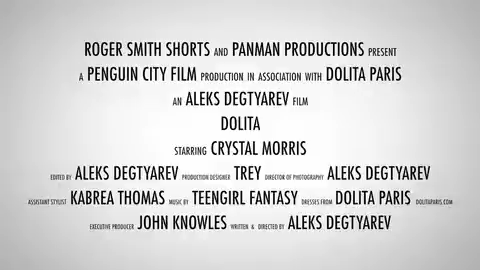 ROGER SMITH SHORTS AND PANMAN PRODUCTIONS PRESENT
A PENGUIN CITY FILM PRODUCTION IN ASSOCIATION WITH DOLITA PARIS
AN ALEKS DEGTYAREV FILM
DOLITA
STARRING CRYSTAL MORRIS
EDITED BY ALEKS DEGTYAREV PRODUCTION DESIGNER TREY DIRECTOR OF PHOTOGRAPHY ALEKS DEGTYAREV
ASSISTANT STYLIST KABREA THOMAS MUSIC BY TEENGIRL FANTASY DRESSES FROM DOLITA PARIS DOLITAPARIS.COM
EXECUTIVE PRODUCER JOHN KNOWLES WRITTEN & DIRECTED BY ALEKS DEGTYAREV